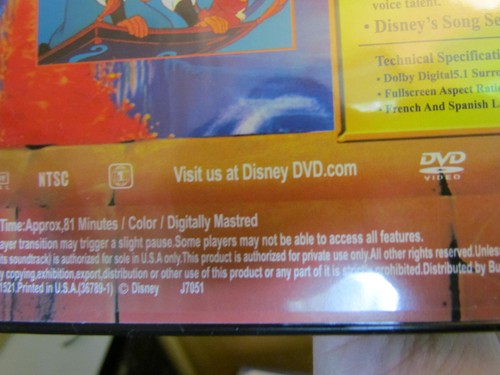 voice talent.
• Disney's Song Se
Technical Specificati
• Dolby Digital5.1 Surro
• Fullscreen Aspect Ratio
• French And Spanish L
NTSC
1
Visit us at Disney DVD.com
DVD
VIDEO
Time:Approx,81 Minutes / Color / Digitally Mastred
ayer transition may trigger a slight pause.Some players may not be able to access all features.
its soundtrack) is authorized for sole in U.S.A only.This product is authorized for private use only.All other rights reserved.Unles
y copying,exhibition,export,distribution or other use of this product or any part of it is strictly prohibited.Distributed by Bu
1521.Printed in U.S.A.(36789-1) © Disney J7051